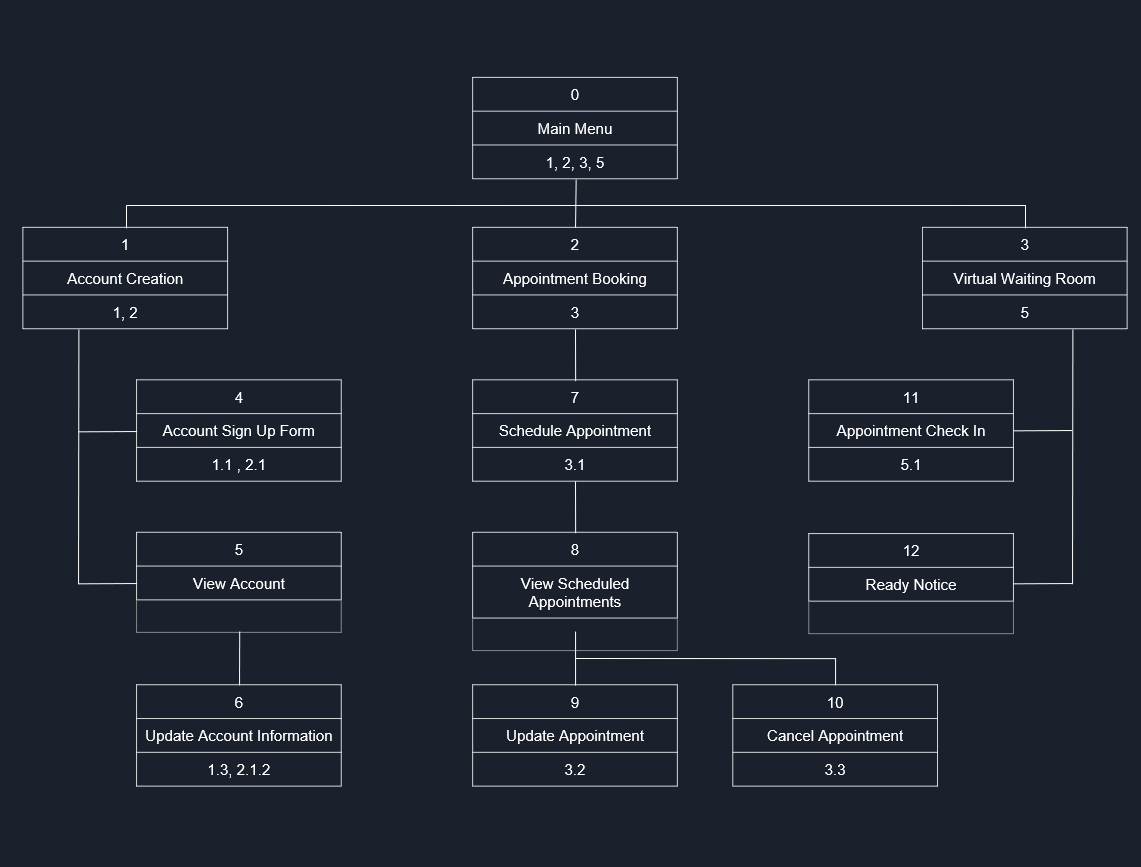 0
Main Menu
1, 2, 3, 5
1
Account Creation
1, 2
2
Appointment Booking
3
3
Virtual Waiting Room
5
4
Account Sign Up Form
1.1 , 2.1
7
Schedule Appointment
3.1
11
Appointment Check In
5.1
5
View Account
8
View Scheduled
Appointments
12
Ready Notice
6
Update Account Information
1.3, 2.1.2
9
Update Appointment
3.2
10
Cancel Appointment
3.3